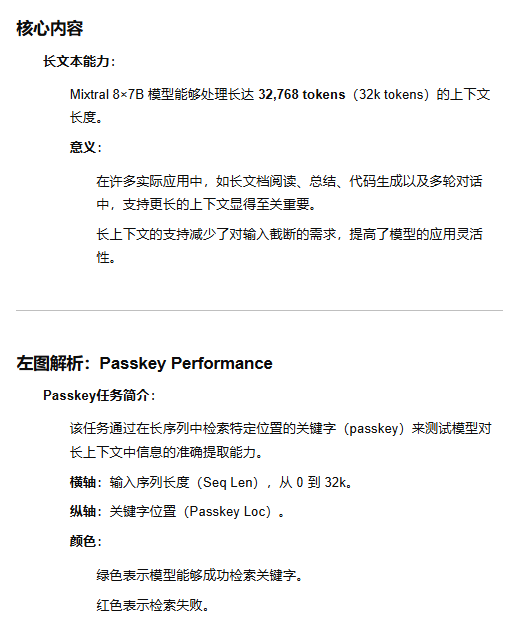 核心内容
长文本能力：
Mixtral 8×7B 模型能够处理长达 32,768 tokens（32k tokens）的上下文
长度。
意义：
在许多实际应用中，如长文档阅读、总结、代码生成以及多轮对话
中，支持更长的上下文显得至关重要。
长上下文的支持减少了对输入截断的需求，提高了模型的应用灵活
性。
左图解析：Passkey Performance
Passkey任务简介：
该任务通过在长序列中检索特定位置的关键字（passkey）来测试模型对
长上下文中信息的准确提取能力。
横轴：输入序列长度（Seq Len），从 0 到 32k。
纵轴：关键字位置（Passkey Loc）。
颜色：
绿色表示模型能够成功检索关键字。
红色表示检索失败。